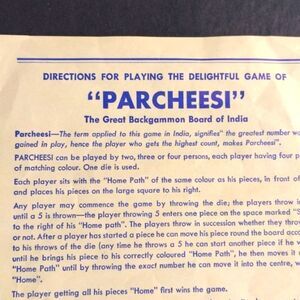 DIRECTIONS FOR PLAYING THE DELIGHTFUL GAME OF
"PARCHEESI"
The Great Backgammon Board of India
Parcheesi—The term applied to this game in India, signifies" the greatest number wa
gained in play, hence the player who gets the highest count, makes Parcheesi".
PARCHEESI can be played by two, three or four persons, each player having four p
of matching colour. One die is used.
Each player sits with the "Home Path" of the same colour as his pieces, in front of
and places his pieces on the large square to his right.
Any player may commence the game by throwing the die; the players throw in
until a 5 is thrown—the player throwing 5 enters one piece on the space marked "S
to the right of his "Home Path". The players throw in succession whether they throw
or not. After a player has started a piece he can move his piece round the board acco
to his throws of the die (any time he throws a 5 he can start another piece if he w
until he brings his piece to his correctly coloured "Home Path", he then moves it u
"Home Path" until by throwing the exact number he can move it into the centre, w
"Home".
The player getting all his pieces "Home" first wins the game.